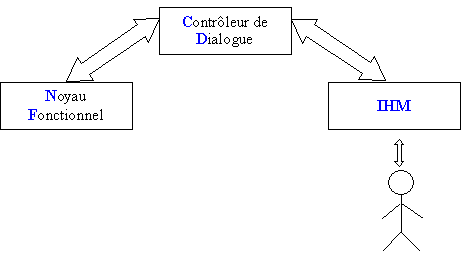 Contrôleur de
Dialogue
Noyau
Fonctionnel
IHM